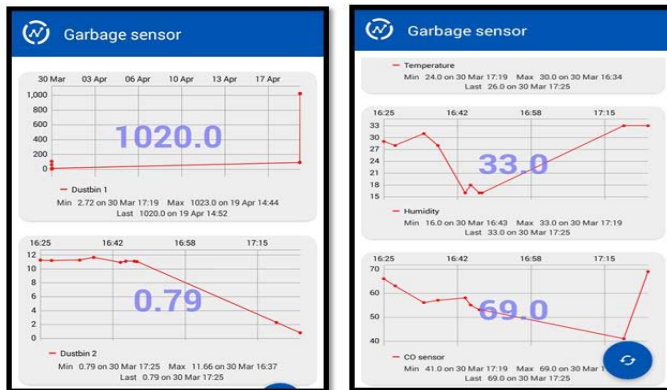 Garbage sensor
30 Mar 03 Apr 06 Apr 10 Apr 13 Apr 17 Apr
1,000
800
600
400
200
0
1020.0
Dustbin 1
Min 2.72 on 30 Mar 17:19 Max 1023.0 on 19 Apr 14:44
Last 1020.0 on 19 Apr 14:52
16:25 16:42 16:58 17:15
12
10
8
6
4
2
0
0.79
Dustbin 2
Min 0.79 on 30 Mar 17:25 Max 11.66 on 30 Mar 16:37
Last 0.79 on 30 Mar 17:25
Garbage sensor
Temperature
Min 24.0 on 30 Mar 17:19 Max 30.0 on 30 Mar 16:34
Last 26.0 on 30 Mar 17:25
16:25 16:42 16:58 17:15
33
30
27
24
21
18
15
33.0
Humidity
Min 16.0 on 30 Mar 16:43 Max 33.0 on 30 Mar 17:19
Last 33.0 on 30 Mar 17:25
16:25 16:42 16:58 17:15
70
60
50
40
69.0
CO sensor
Min 41.0 on 30 Mar 17:19 Max 69.0 on 30 Mar
Last 69.0 on 30 Mar 17:25